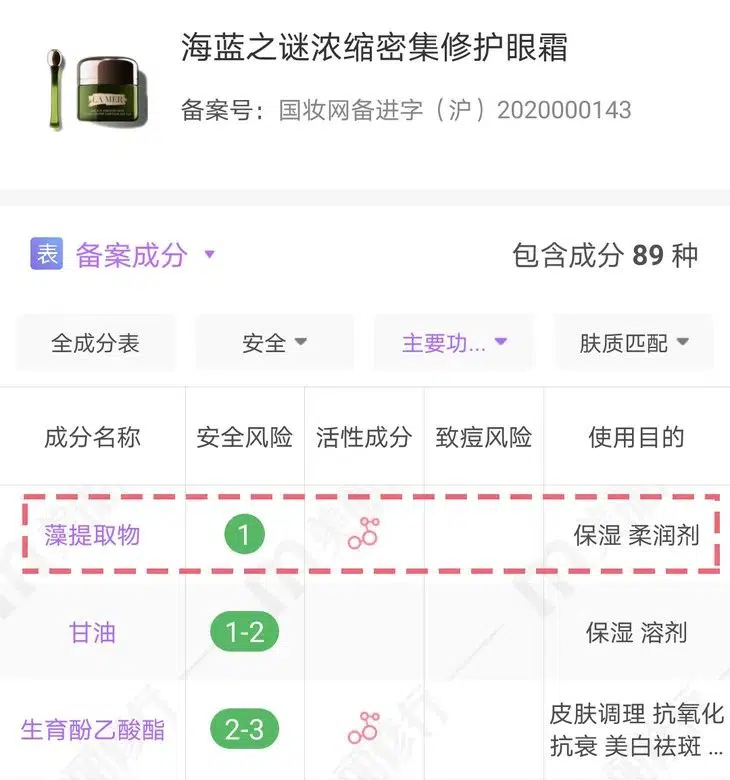 海蓝之谜浓缩密集修护眼霜
LA MER
备案号：国妆网备进字（沪）2020000143
表 备案成分 包含成分 89 种
全成分表 安全 主要功... 肤质匹配
成分名称 安全风险 活性成分 致痘风险 使用目的
藻提取物 1 保湿 柔润剂
甘油 1-2 保湿 溶剂
生育酚乙酸酯 2-3 皮肤调理 抗氧化
抗衰 美白祛斑 ...